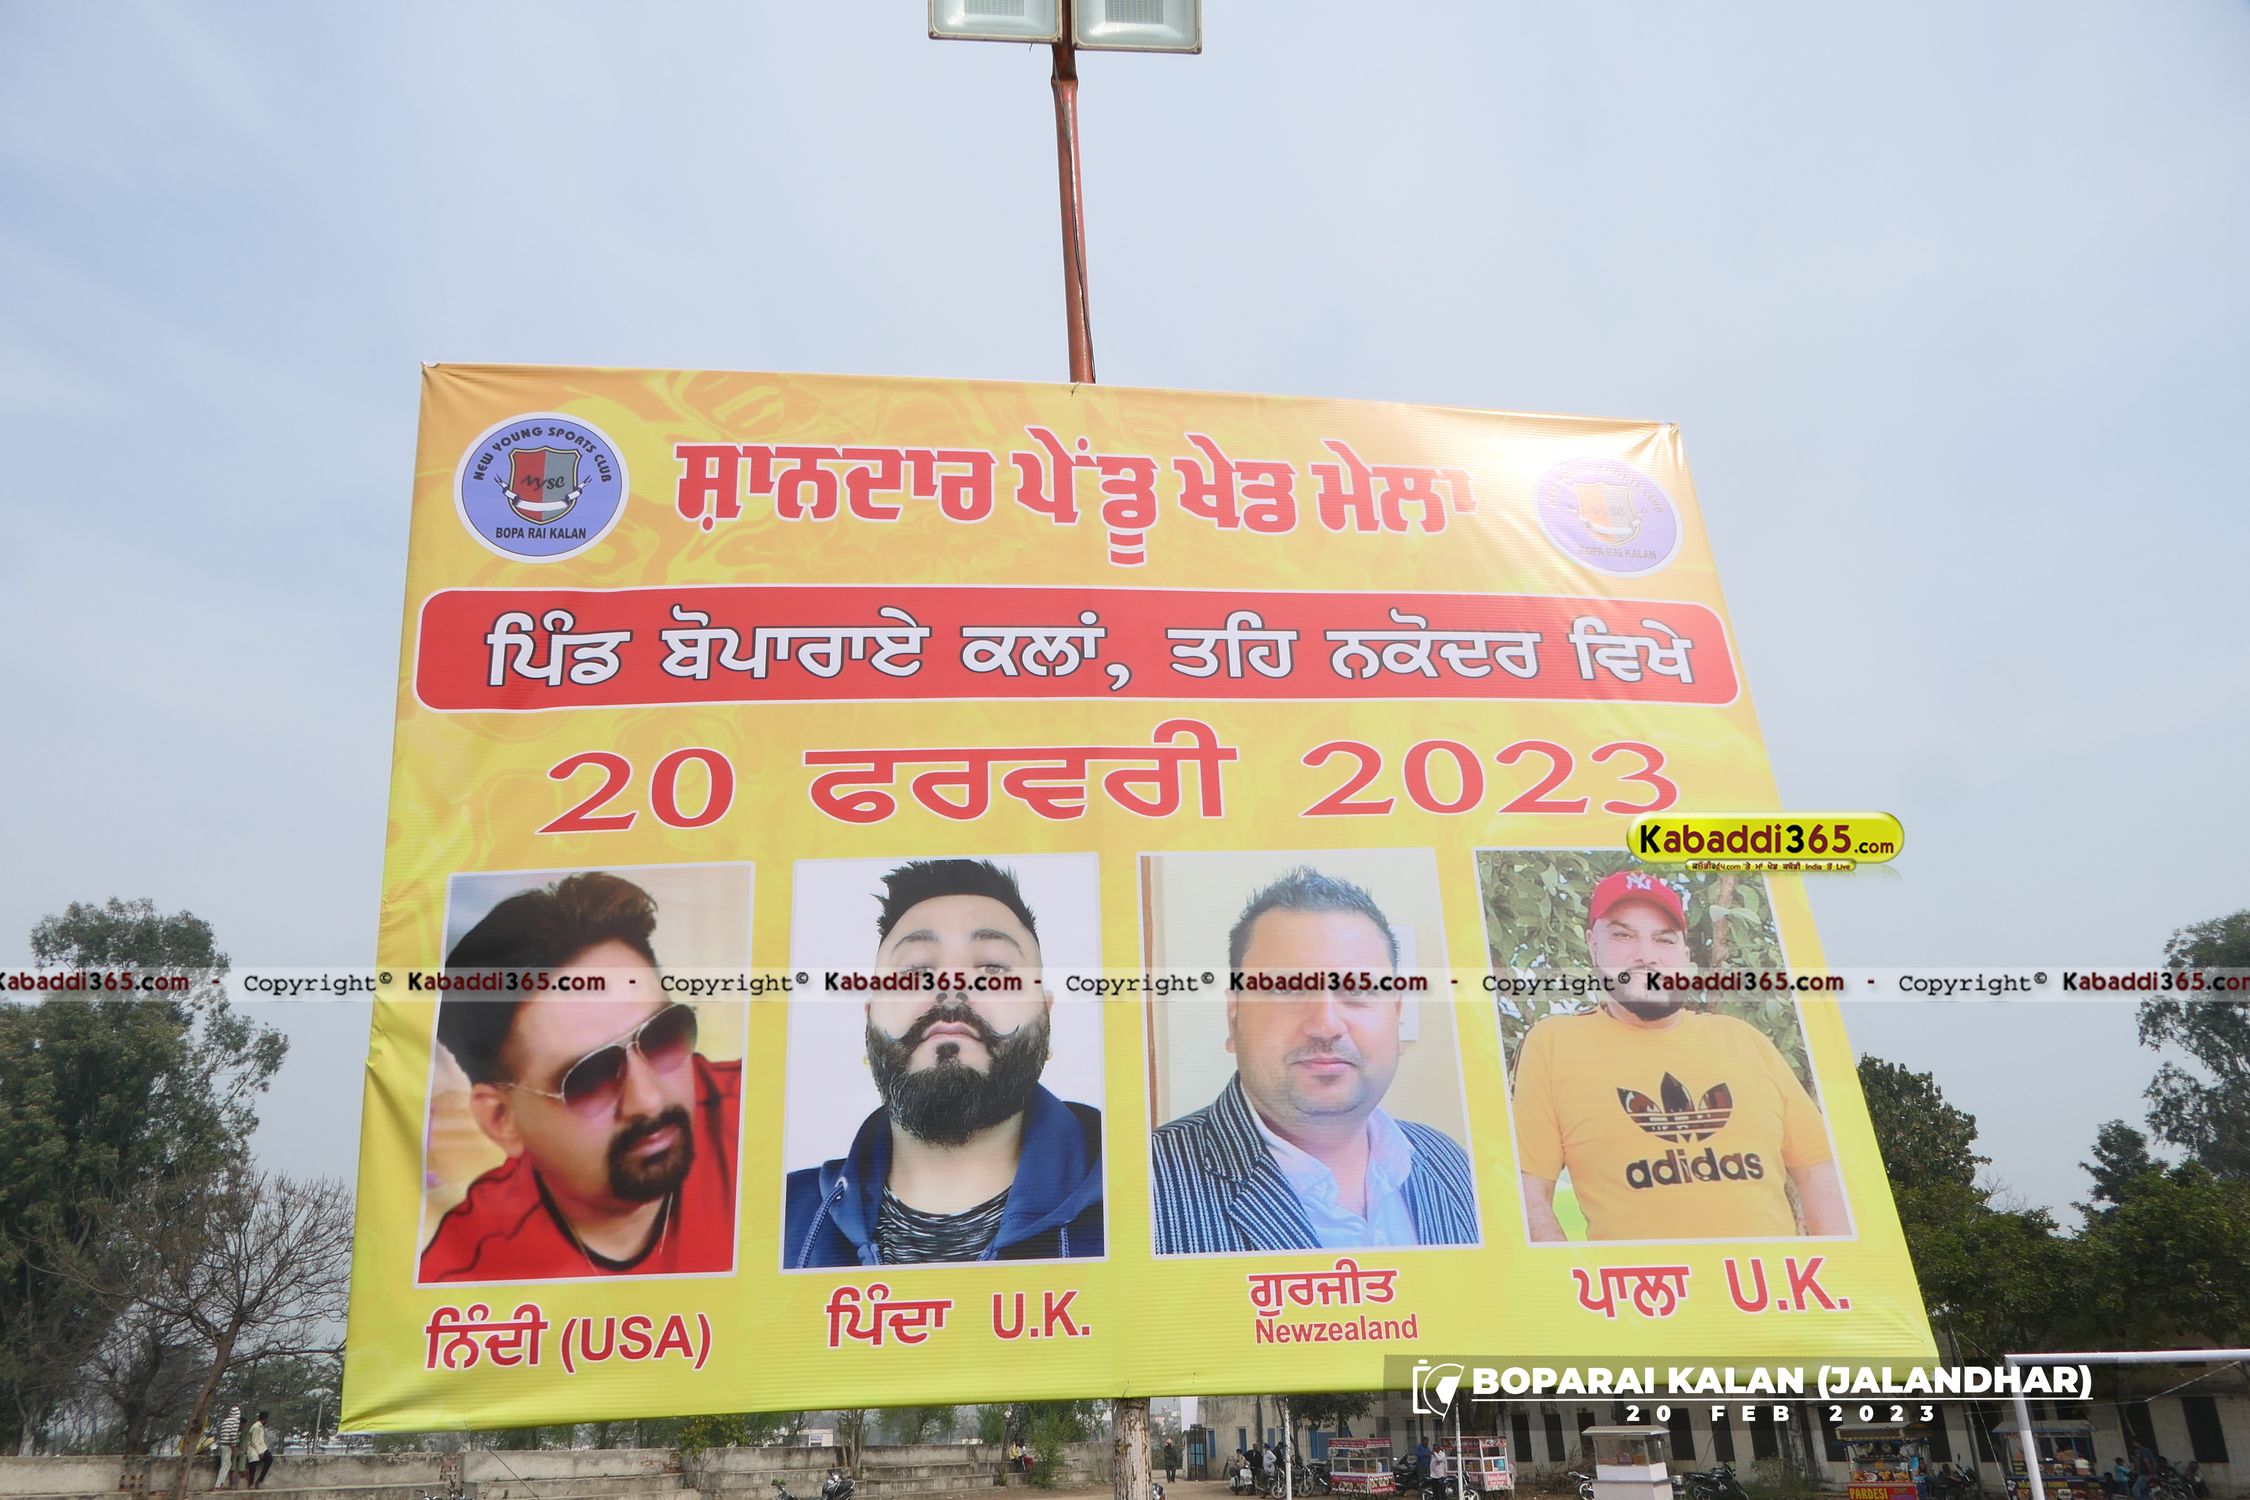 NEW YOUNG SPORTS CLUB
Nysc
BOPA RAI KALAN
ਸ਼ਾਨਦਾਰ ਪੇਂਡੂ ਖੇਡ ਮੇਲਾ
BOPA RAI KALAN
ਪਿੰਡ ਬੋਪਾਰਾਏ ਕਲਾਂ, ਤਹਿ ਨਕੋਦਰ ਵਿਖੇ
20 ਫਰਵਰੀ 2023
Kabaddi365.com
NY
Kabaddi365.com - Copyright© Kabaddi365.com - Copyright© Kabaddi365.com - Copyright© Kabaddi365.com - Copyright© Kabaddi365.com - Copyright© Kabaddi365.com
adidas
ਨਿੰਦੀ (USA)
ਪਿੰਦਾ U.K.
ਗੁਰਜੀਤ
Newzealand
ਪਾਲਾ U.K.
BOPARAI KALAN (JALANDHAR)
20 FEB 2023
PARDESI